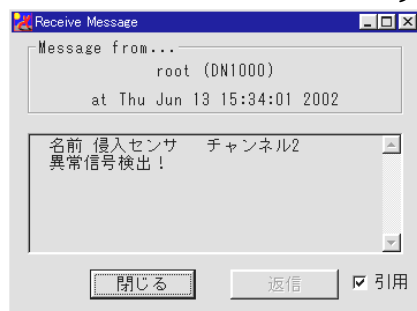 Receive Message
Message from...
root (DN1000)
at Thu Jun 13 15:34:01 2002
名前 侵入センサ チャンネル2
異常信号検出！
閉じる
返信
引用